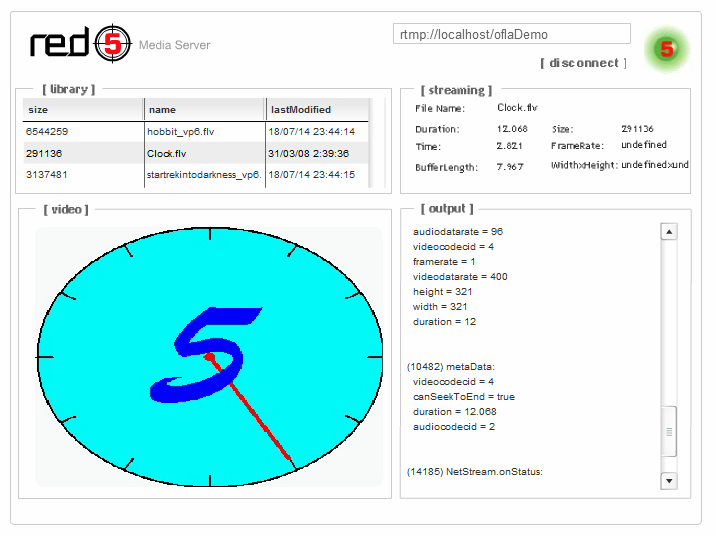 red5 Media Server
rtmp://localhost/oflaDemo
[ disconnect ]
5
[ library ]
size name lastModified
6544259 hobbit_vp6.flv 18/07/14 23:44:14
291136 Clock.flv 31/03/08 2:39:36
3137481 startrekintodarkness_vp6. 18/07/14 23:44:15
[ streaming ]
File Name: Clock.flv
Duration: 12.068 Size: 291136
Time: 2.821 FrameRate: undefined
BufferLength: 7.967 WidthxHeight: undefinedxund
[ video ]
5
[ output ]
audiodatarate = 96
videocodecid = 4
framerate = 1
videodatarate = 400
height = 321
width = 321
duration = 12
(10482) metaData:
videocodecid = 4
canSeekToEnd = true
duration = 12.068
audiocodecid = 2
(14185) NetStream.onStatus: